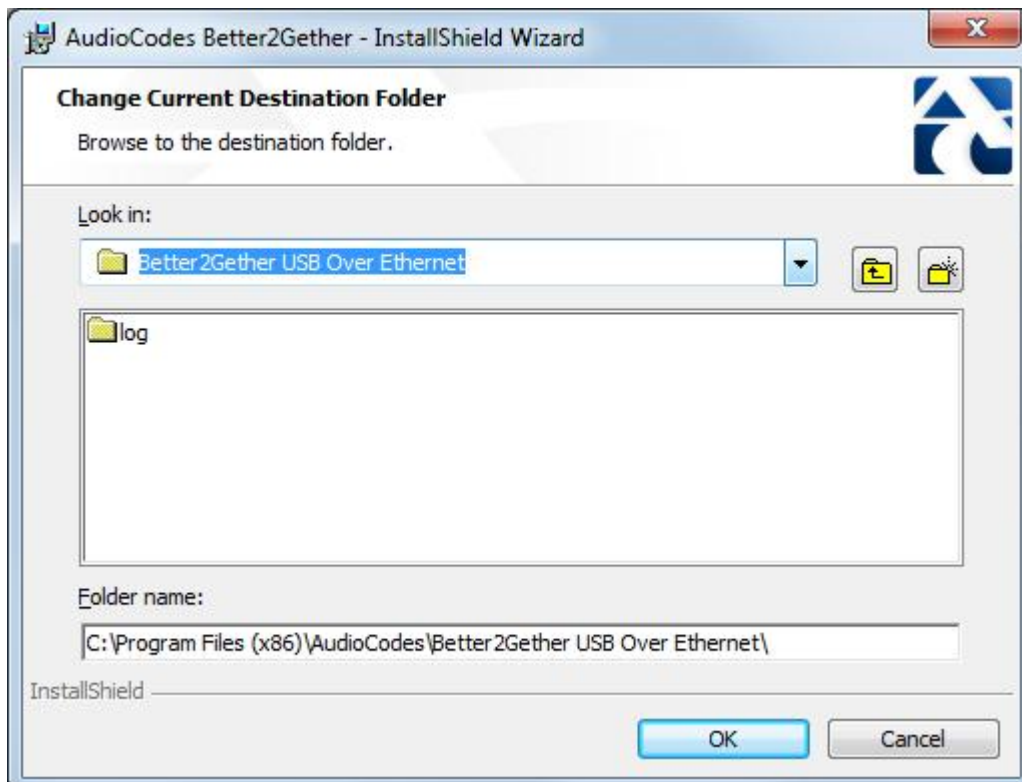 AudioCodes Better2Gether - InstallShield Wizard
Change Current Destination Folder
Browse to the destination folder.
Look in:
Better2Gether USB Over Ethernet
log
Folder name:
C:\Program Files (x86)\AudioCodes\Better2Gether USB Over Ethernet\
InstallShield
OK
Cancel